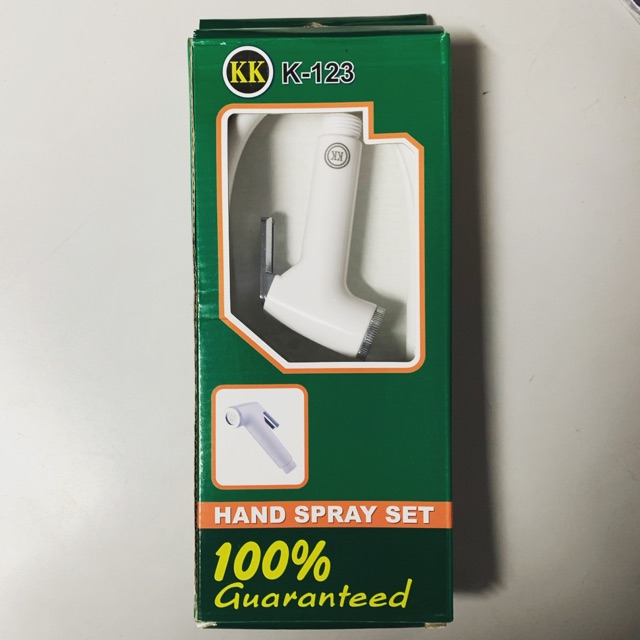 KK K-123
KK
HAND SPRAY SET
100%
Guaranteed